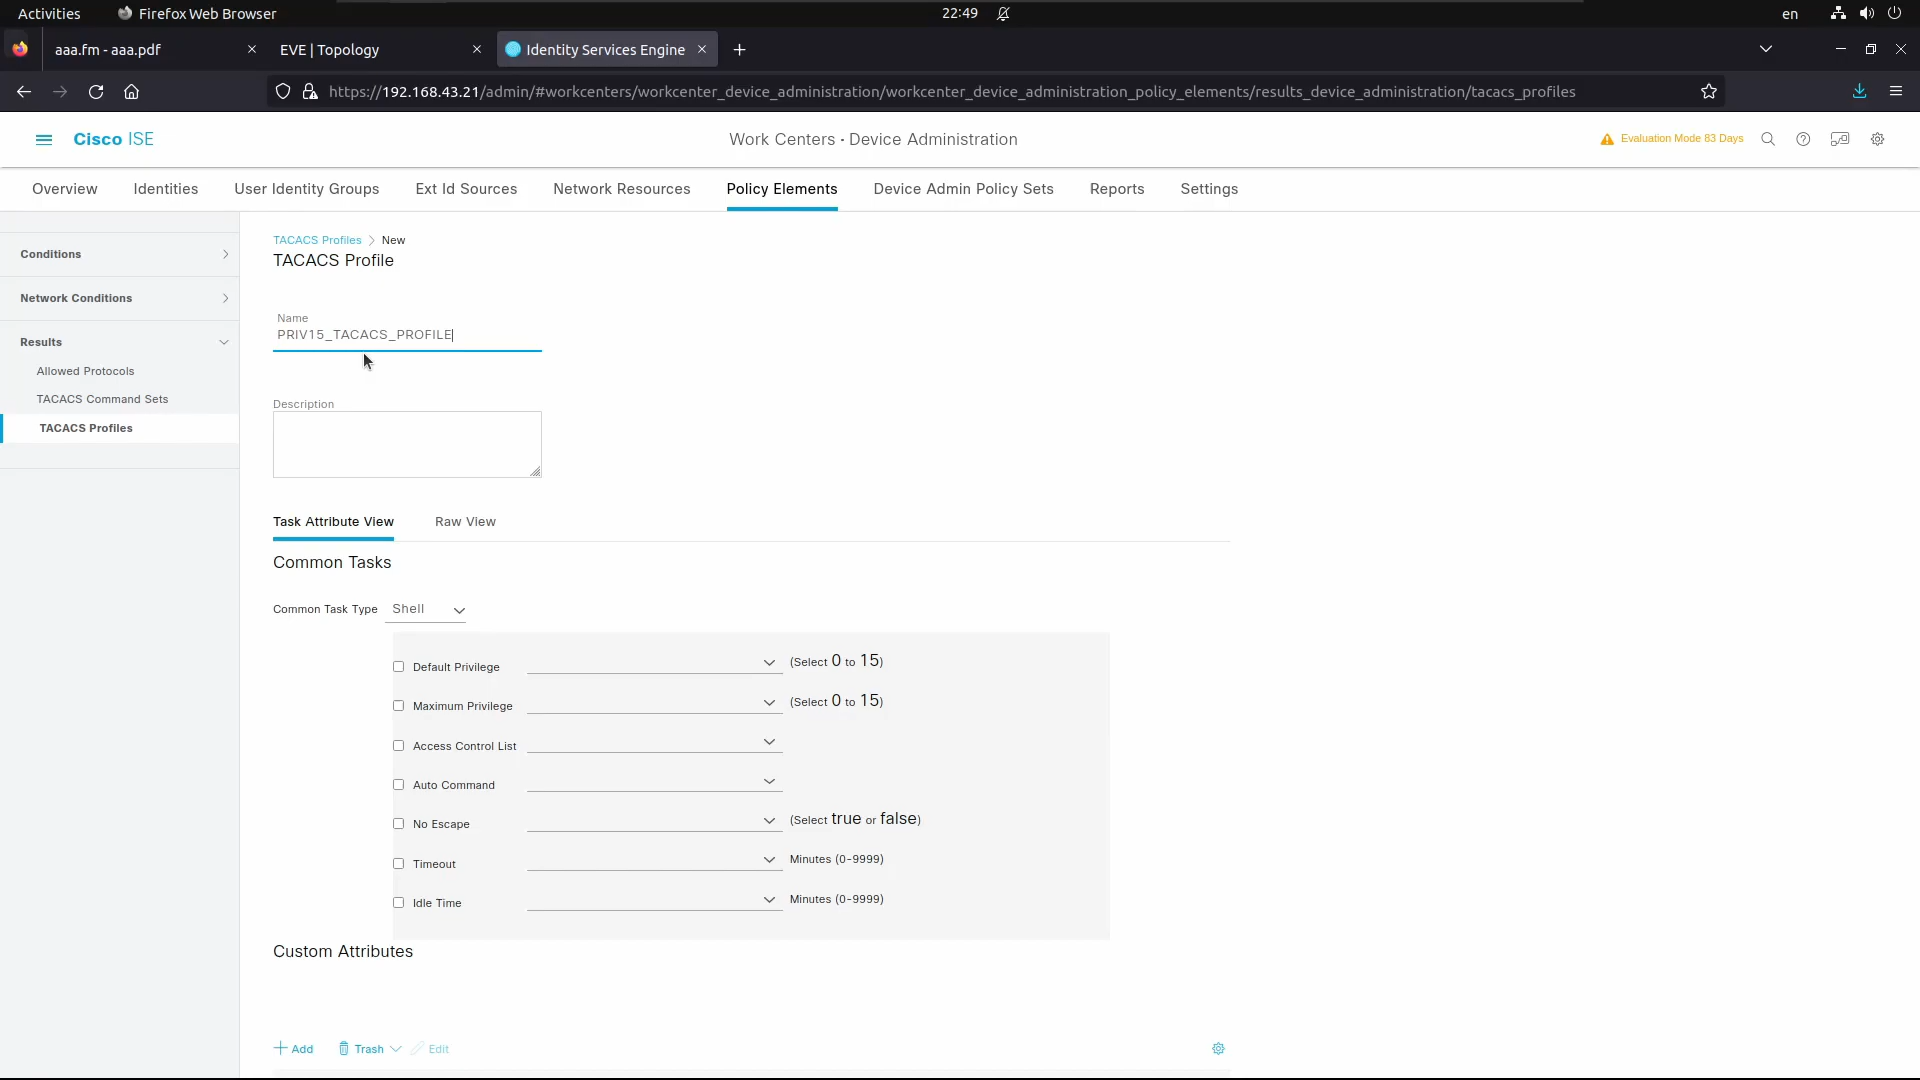 Activities Firefox Web Browser 22:49 en
aaa.fm - aaa.pdf EVE | Topology Identity Services Engine
https://192.168.43.21/admin/#workcenters/workcenter_device_administration/workcenter_device_administration_policy_elements/results_device_administration/tacacs_profiles
Cisco ISE Work Centers · Device Administration Evaluation Mode 83 Days
Overview Identities User Identity Groups Ext Id Sources Network Resources Policy Elements Device Admin Policy Sets Reports Settings
Conditions
Network Conditions
Results
Allowed Protocols
TACACS Command Sets
TACACS Profiles
TACACS Profiles > New
TACACS Profile
Name
PRIV15_TACACS_PROFILE
Description
Task Attribute View Raw View
Common Tasks
Common Task Type Shell
Default Privilege (Select 0 to 15)
Maximum Privilege (Select 0 to 15)
Access Control List
Auto Command
No Escape (Select true or false)
Timeout Minutes (0-9999)
Idle Time Minutes (0-9999)
Custom Attributes
Add Trash Edit